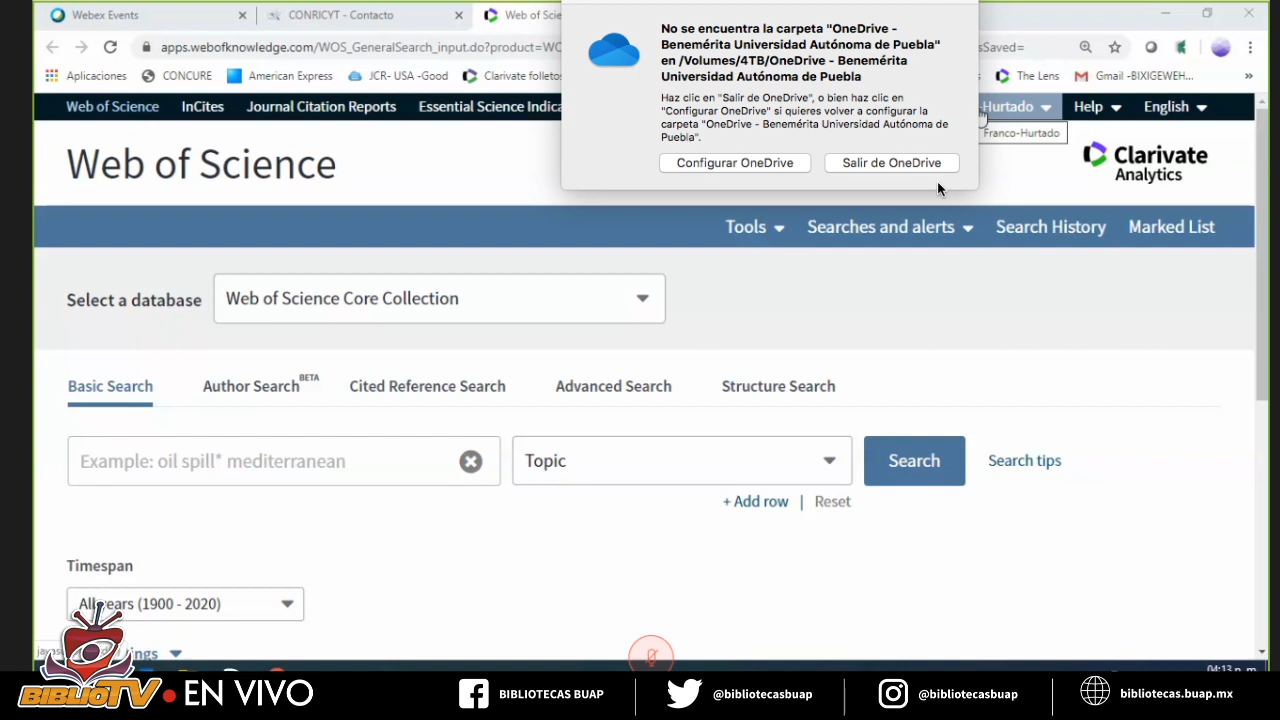 Webex Events
CONRICYT - Contacto
Web of Scie
apps.webofknowledge.com/WOS_GeneralSearch_input.do?product=WO
sSaved=
Aplicaciones
CONCURE
American Express
JCR- USA -Good
Clarivate folletos
The Lens
Gmail -BIXIGEWEH...
»
No se encuentra la carpeta "OneDrive -
Benemérita Universidad Autónoma de Puebla"
en /Volumes/4TB/OneDrive - Benemérita
Universidad Autónoma de Puebla
Haz clic en "Salir de OneDrive", o bien haz clic en
"Configurar OneDrive" si quieres volver a configurar la
carpeta "OneDrive - Benemérita Universidad Autónoma de
Puebla".
Configurar OneDrive
Salir de OneDrive
Web of Science
InCites
Journal Citation Reports
Essential Science Indica
-Hurtado
Help
English
Franco-Hurtado
Web of Science
Clarivate
Analytics
Tools
Searches and alerts
Search History
Marked List
Select a database
Web of Science Core Collection
Basic Search
Author Search BETA
Cited Reference Search
Advanced Search
Structure Search
Example: oil spill* mediterranean
Topic
Search
Search tips
+ Add row | Reset
Timespan
All years (1900 - 2020)
ings
04:13 p. m.
BIBLIOTV
EN VIVO
BIBLIOTECAS BUAP
@bibliotecasbuap
@bibliotecasbuap
bibliotecas.buap.mx